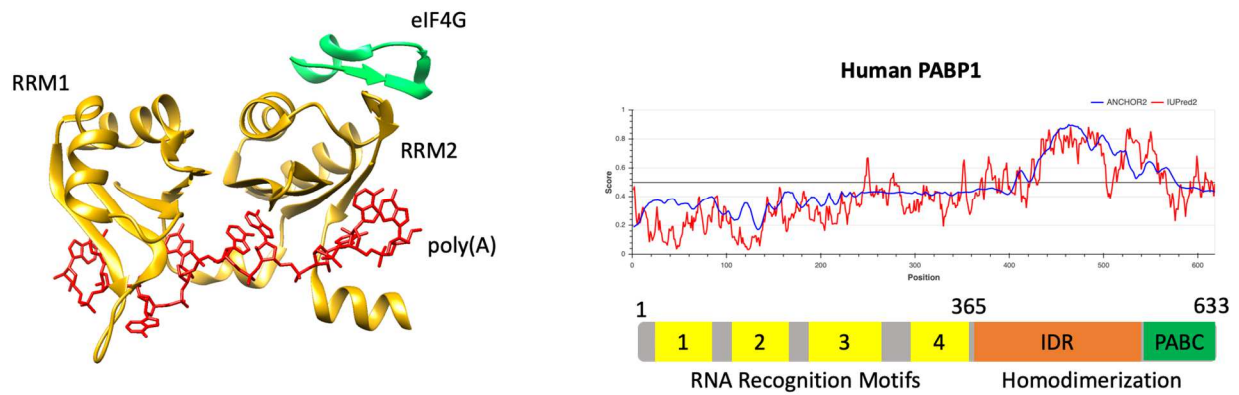 eIF4G
RRM1
RRM2
poly(A)
Human PABP1
ANCHOR2 IUPred2
1
0.8
0.6
0.4
0.2
0
Score
0 100 200 300 400 500 600
Position
1 365 633
1 2 3 4 IDR PABC
RNA Recognition Motifs Homodimerization